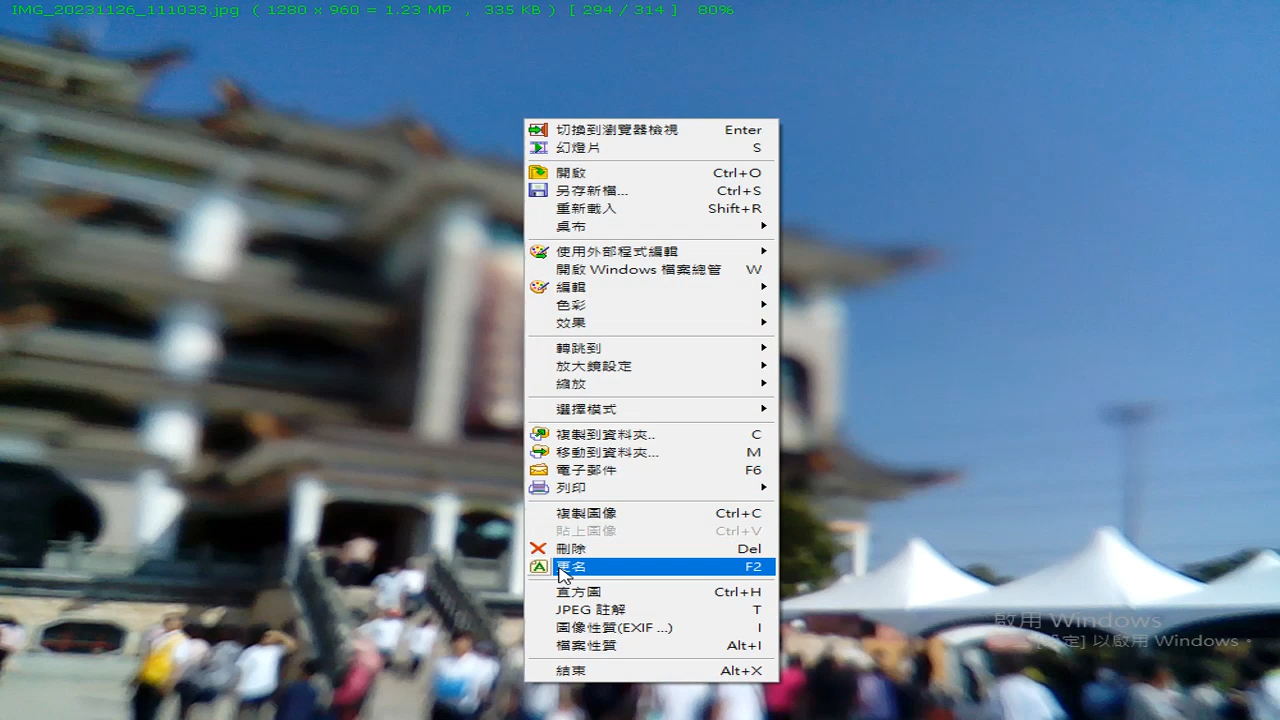 IMG_20231126_111033.jpg ( 1280 x 960 = 1.23 MP , 335 KB ) [ 294 / 314 ] 80%
切換到瀏覽器檢視 Enter
幻燈片 S
開啟 Ctrl+O
另存新檔... Ctrl+S
重新載入 Shift+R
桌布
使用外部程式編輯
開啟 Windows 檔案總管 W
編輯
色彩
效果
轉跳到
放大鏡設定
縮放
選擇模式
複製到資料夾.. C
移動到資料夾... M
電子郵件 F6
列印
複製圖像 Ctrl+C
貼上圖像 Ctrl+V
刪除 Del
更名 F2
直方圖 Ctrl+H
JPEG 註解 T
圖像性質(EXIF ...) I
檔案性質 Alt+I
結束 Alt+X
啟用 Windows
定] 以啟用 Windows。